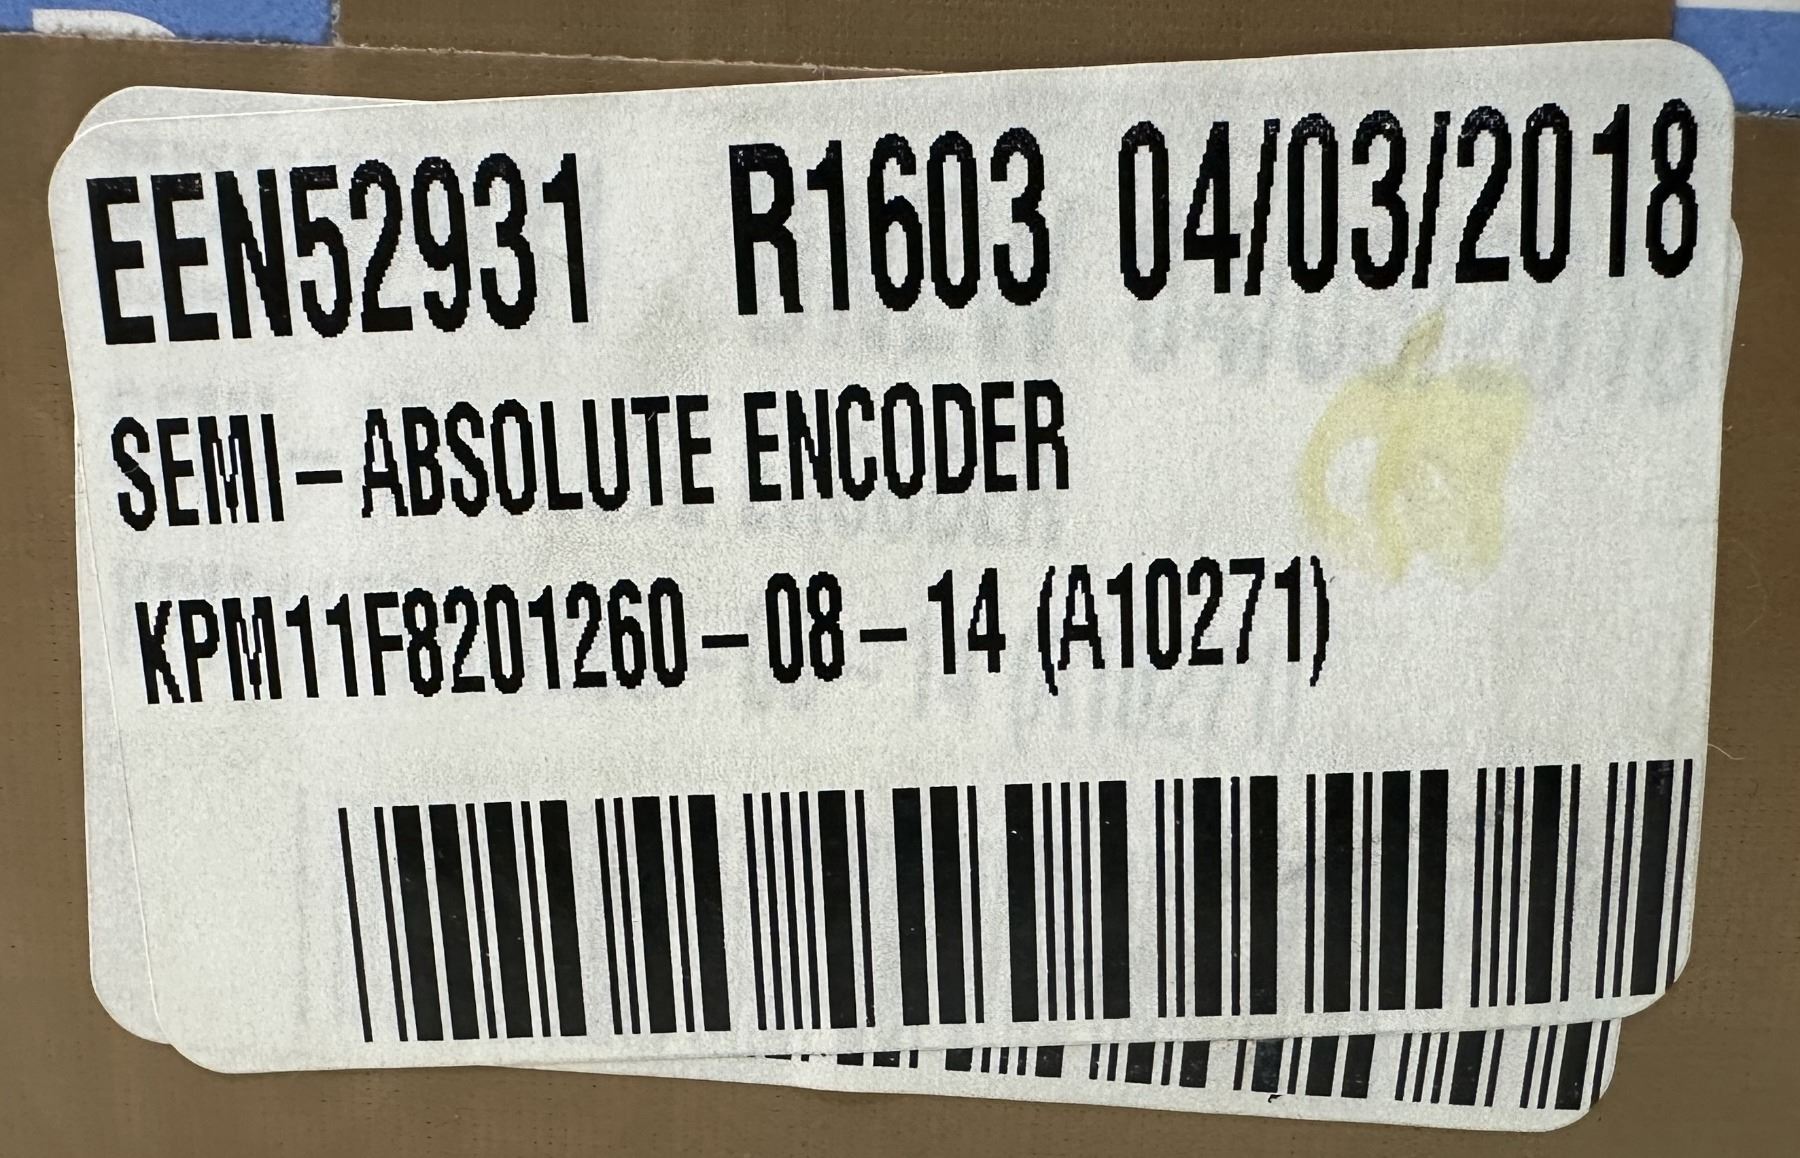 EEN52931 R1603 04/03/2018
SEMI-ABSOLUTE ENCODER
KPM11F8201260-08-14 (A10271)